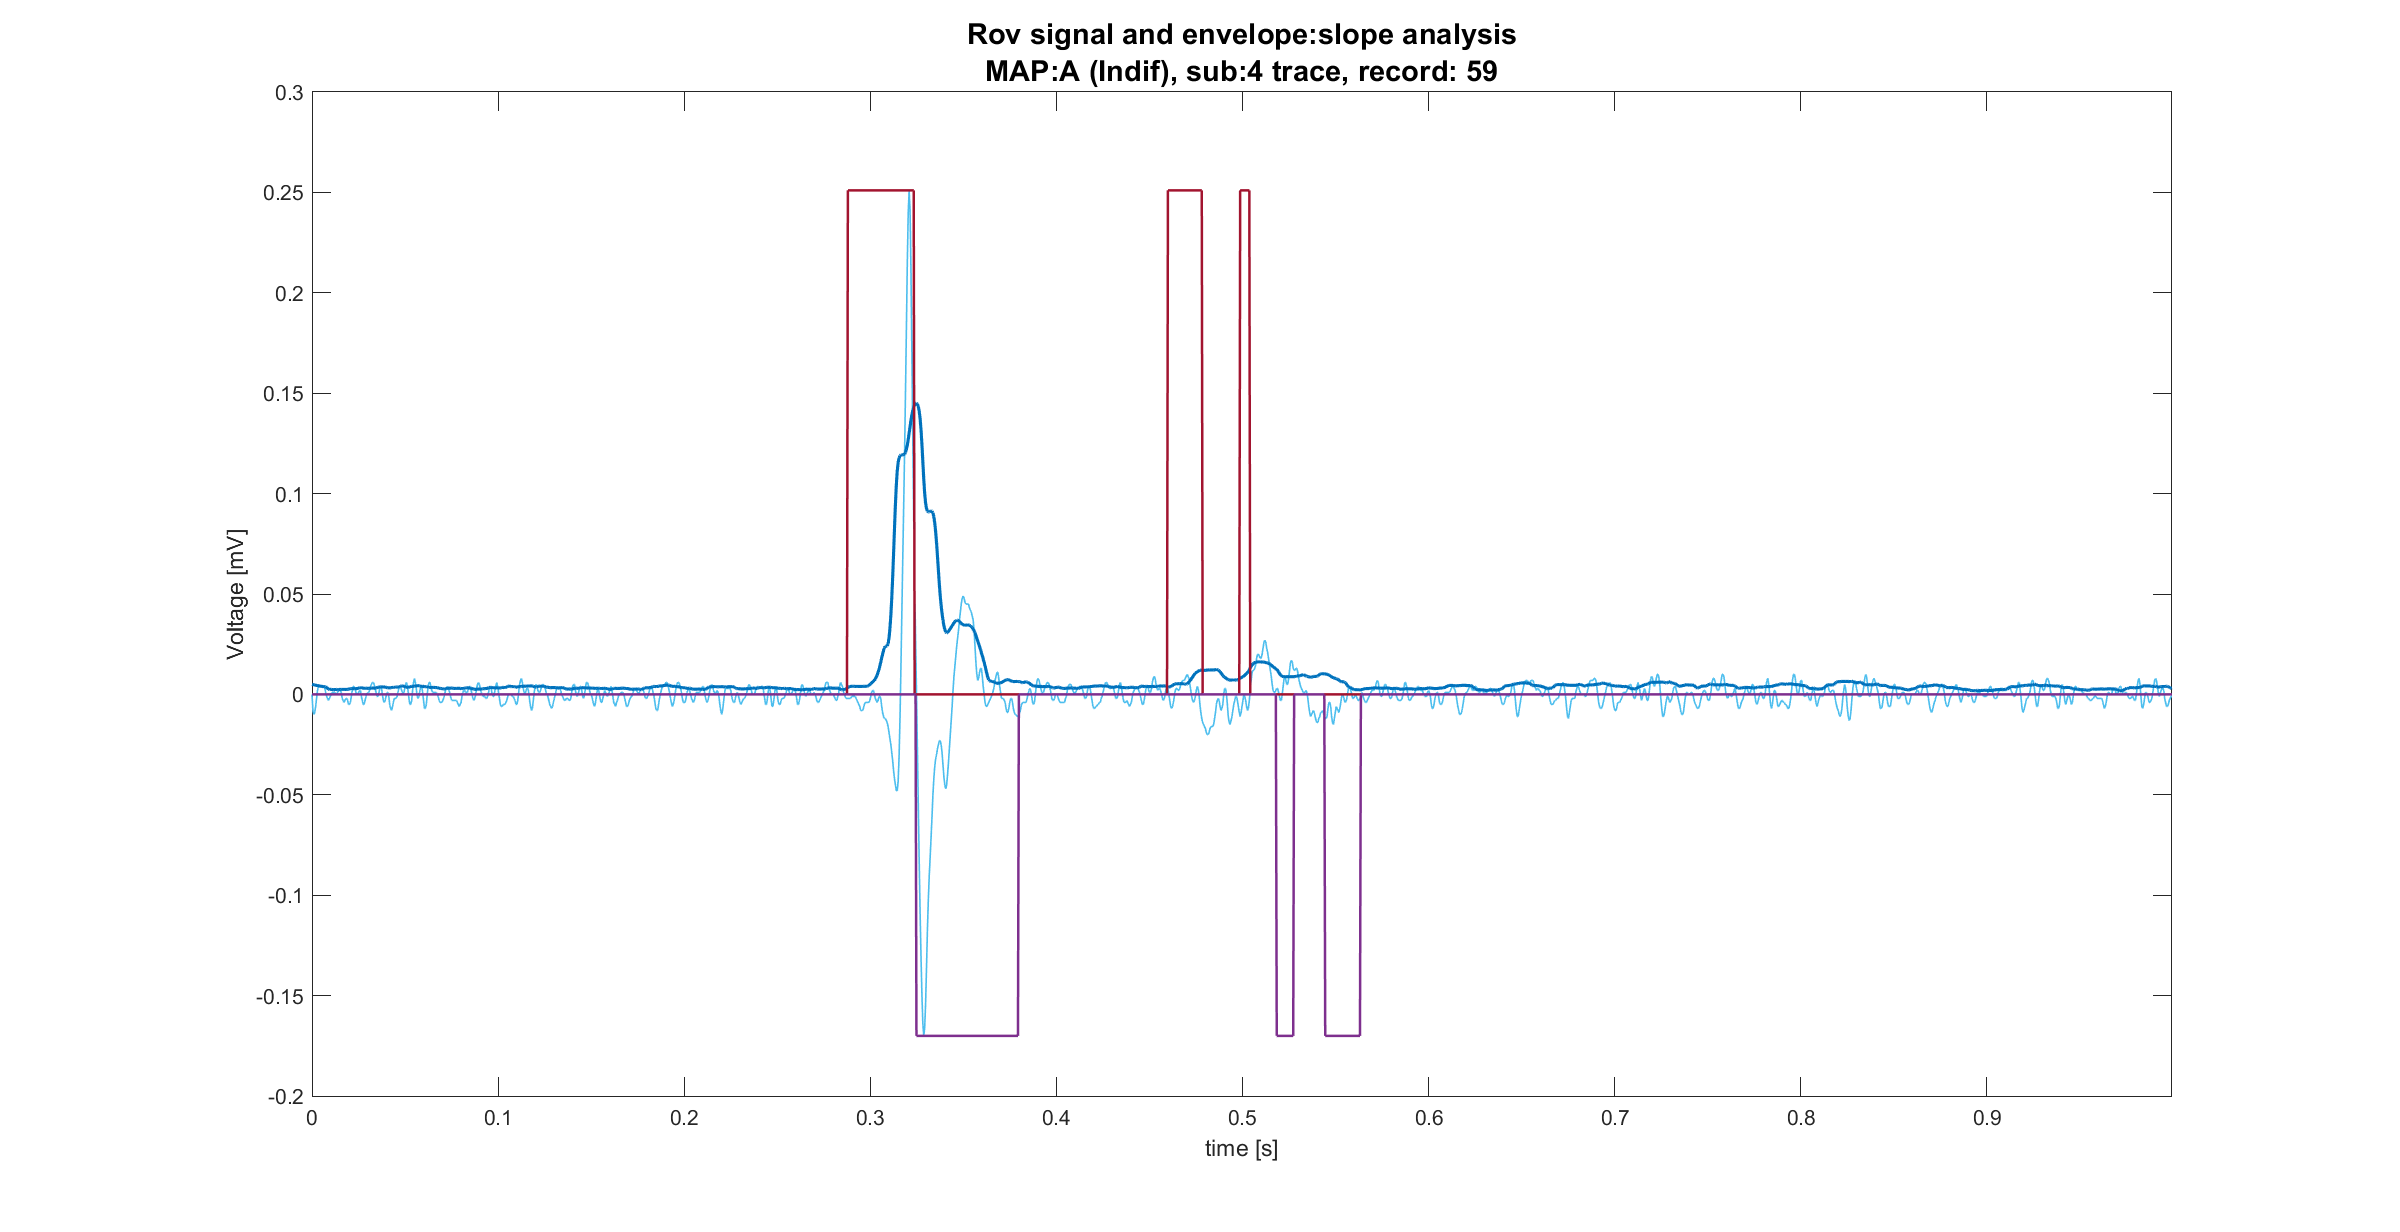 Rov signal and envelope:slope analysis
MAP:A (Indif), sub:4 trace, record: 59
0.3
0.25
0.2
0.15
0.1
0.05
0
-0.05
-0.1
-0.15
-0.2
Voltage [mV]
0 0.1 0.2 0.3 0.4 0.5 0.6 0.7 0.8 0.9
time [s]